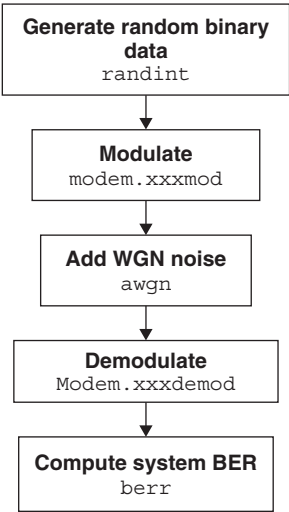 Generate random binary
data
randint
Modulate
modem.xxxmod
Add WGN noise
awgn
Demodulate
Modem.xxxdemod
Compute system BER
berr